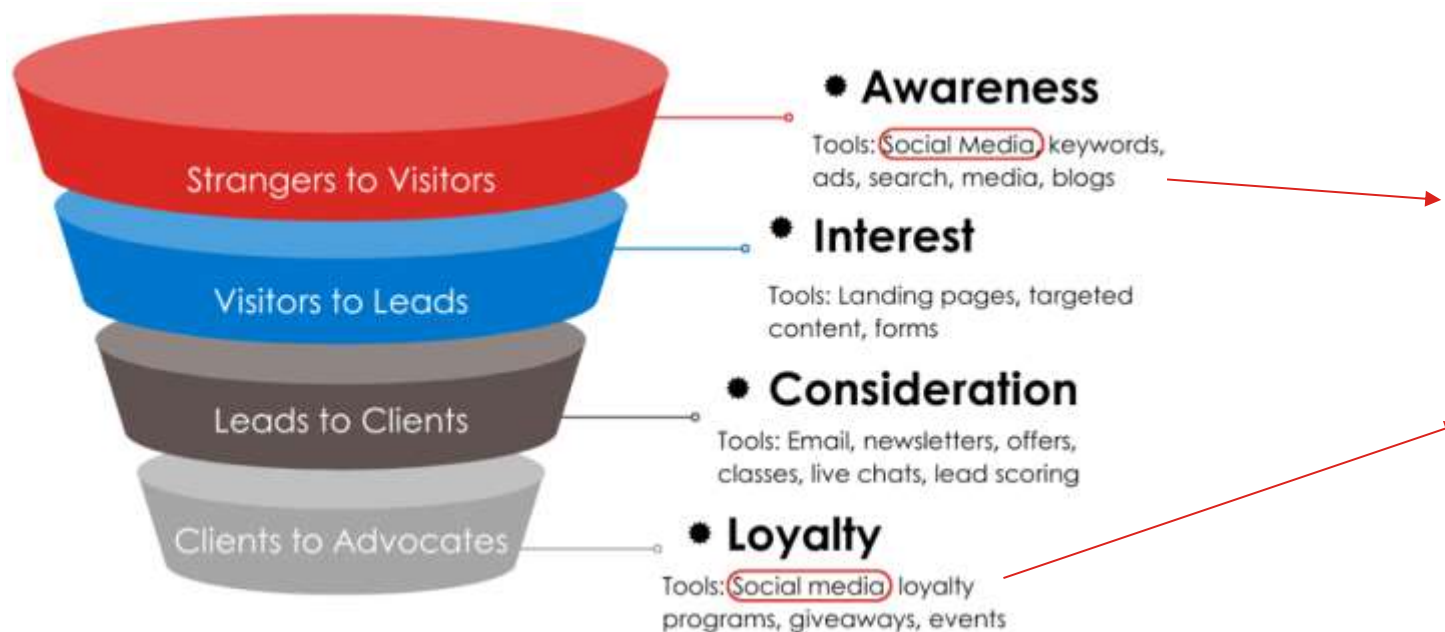 Awareness
Tools: Social Media, keywords,
ads, search, media, blogs
Strangers to Visitors
Interest
Tools: Landing pages, targeted
content, forms
Visitors to Leads
Consideration
Tools: Email, newsletters, offers,
classes, live chats, lead scoring
Leads to Clients
Loyalty
Tools: Social media, loyalty
programs, giveaways, events
Clients to Advocates